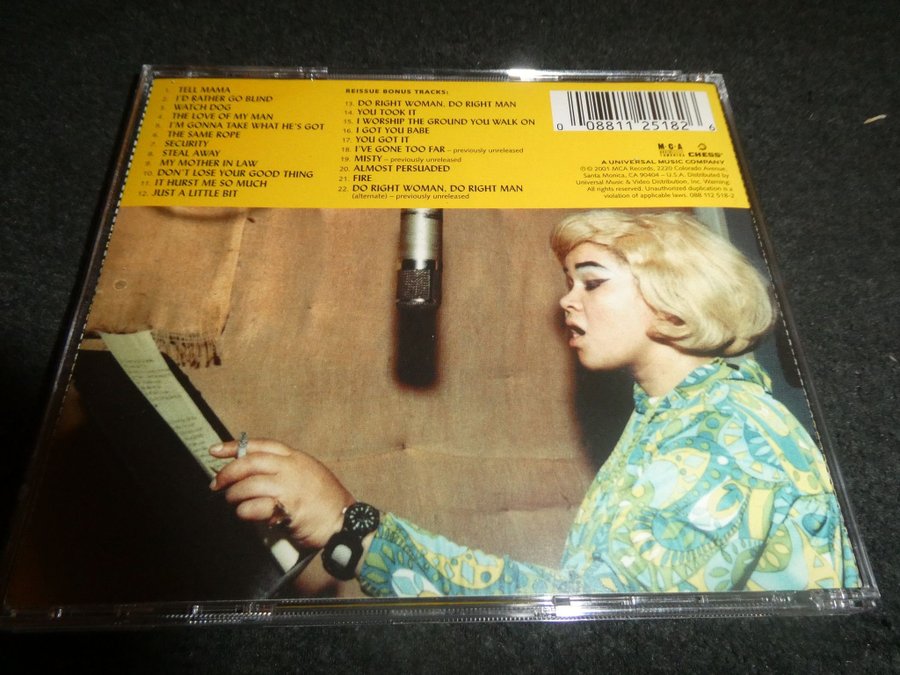 1. TELL MAMA
2. I'D RATHER GO BLIND
3. WATCH DOG
4. THE LOVE OF MY MAN
5. I'M GONNA TAKE WHAT HE'S GOT
6. THE SAME ROPE
7. SECURITY
8. STEAL AWAY
9. MY MOTHER IN LAW
10. DON'T LOSE YOUR GOOD THING
11. IT HURT ME SO MUCH
12. JUST A LITTLE BIT
REISSUE BONUS TRACKS:
13. DO RIGHT WOMAN, DO RIGHT MAN
14. YOU TOOK IT
15. I WORSHIP THE GROUND YOU WALK ON
16. I GOT YOU BABE
17. YOU GOT IT
18. I'VE GONE TOO FAR – previously unreleased
19. MISTY – previously unreleased
20. ALMOST PERSUADED
21. FIRE
22. DO RIGHT WOMAN, DO RIGHT MAN
(alternate) – previously unreleased
0 08811 25182 6
MCA CHESS
A UNIVERSAL MUSIC COMPANY
℗ © 2001 MCA Records, 2220 Colorado Avenue,
Santa Monica, CA 90404 – U.S.A. Distributed by
Universal Music & Video Distribution, Inc. Warning:
All rights reserved. Unauthorized duplication is a
violation of applicable laws. 088 112 518-2